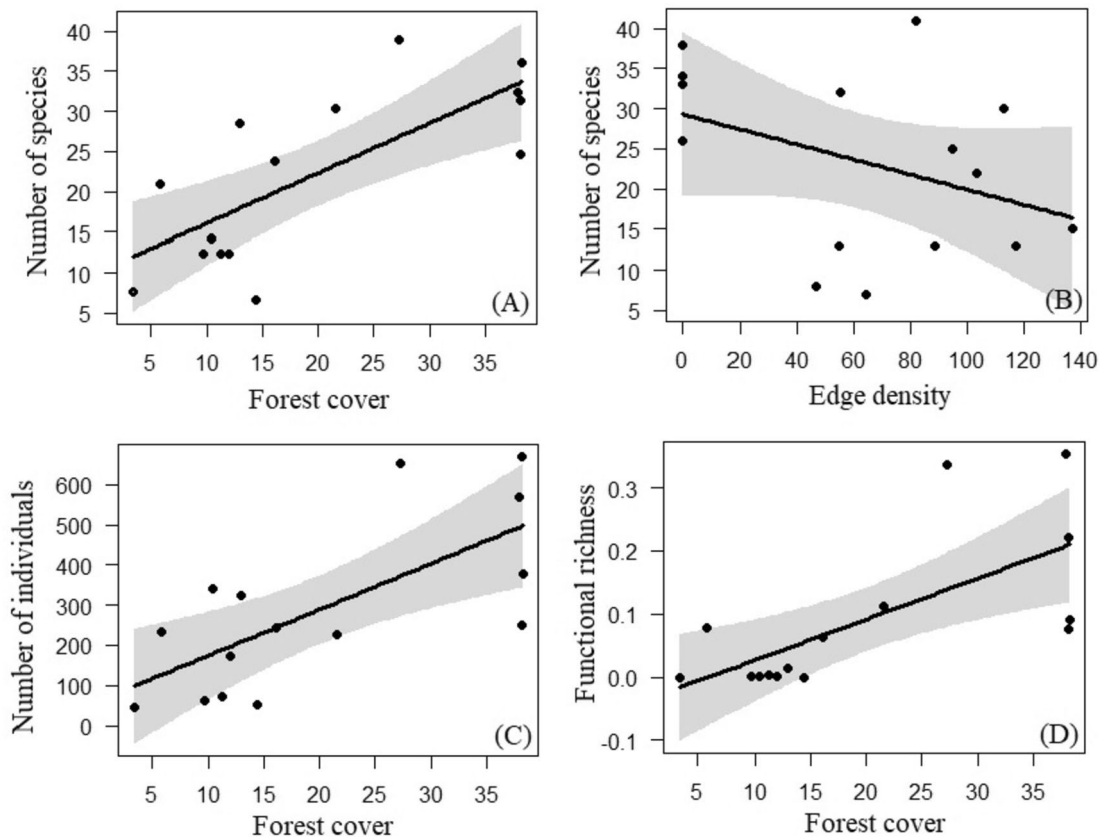 Number of species
40
35
30
25
20
15
10
5
(A)
5 10 15 20 25 30 35
Forest cover
Number of species
40
35
30
25
20
15
10
5
(B)
0 20 40 60 80 100 120 140
Edge density
Number of individuals
600
500
400
300
200
100
0
(C)
5 10 15 20 25 30 35
Forest cover
Functional richness
0.3
0.2
0.1
0.0
-0.1
(D)
5 10 15 20 25 30 35
Forest cover